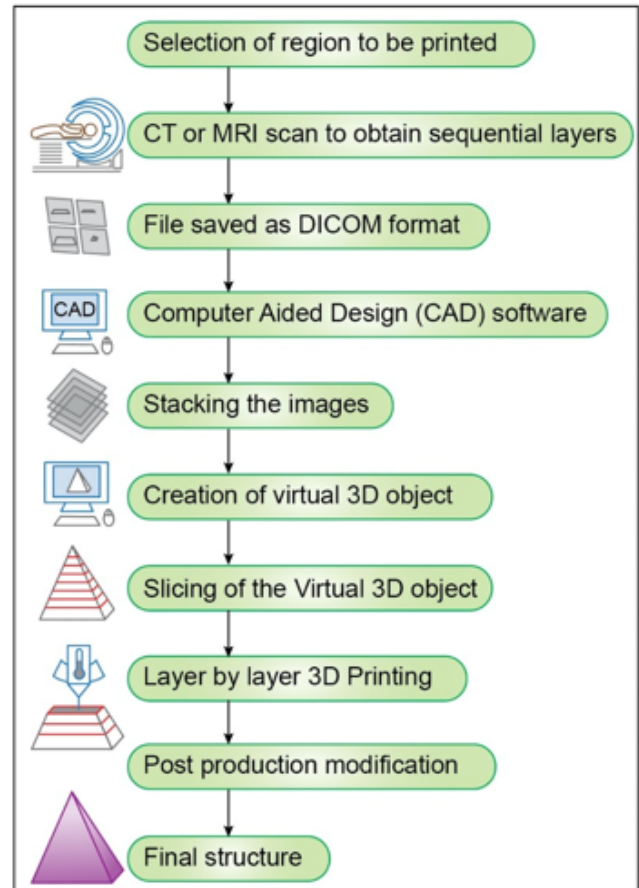 Selection of region to be printed
CT or MRI scan to obtain sequential layers
File saved as DICOM format
CAD
Computer Aided Design (CAD) software
Stacking the images
Creation of virtual 3D object
Slicing of the Virtual 3D object
Layer by layer 3D Printing
Post production modification
Final structure